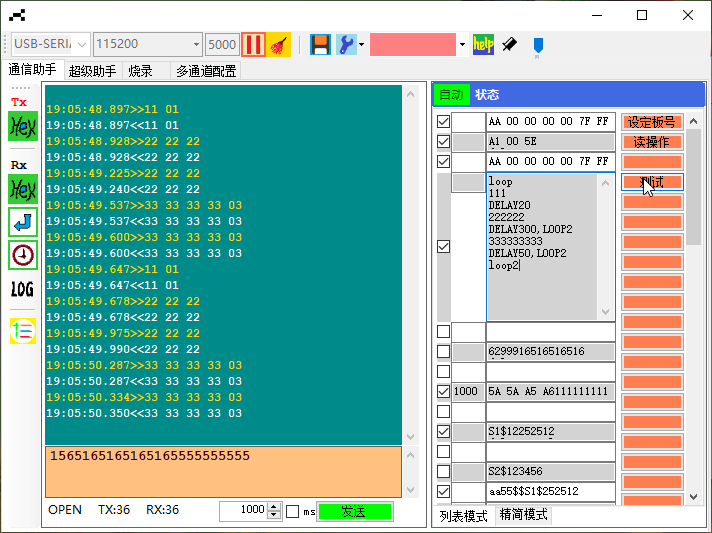 USB-SERIA
115200
5000
help
通信助手
超级助手
烧录
多通道配置
Tx
Hex
Rx
Hex
LOG
19:05:48.897>>11 01
19:05:48.897<<11 01
19:05:48.928>>22 22 22
19:05:48.928<<22 22 22
19:05:49.225>>22 22 22
19:05:49.240<<22 22 22
19:05:49.537>>33 33 33 33 03
19:05:49.537<<33 33 33 33 03
19:05:49.600>>33 33 33 33 03
19:05:49.600<<33 33 33 33 03
19:05:49.647>>11 01
19:05:49.647<<11 01
19:05:49.678>>22 22 22
19:05:49.678<<22 22 22
19:05:49.975>>22 22 22
19:05:49.990<<22 22 22
19:05:50.287>>33 33 33 33 03
19:05:50.287<<33 33 33 33 03
19:05:50.334>>33 33 33 33 03
19:05:50.350<<33 33 33 33 03
1565165165165165555555555
OPEN TX:36 RX:36
1000
ms
发送
自动 状态
AA 00 00 00 00 7F FF
设定板号
A1 00 5E
读操作
AA 00 00 00 00 7F FF
loop
111
DELAY20
222222
DELAY300,LOOP2
333333333
DELAY50,LOOP2
loop2
测试
6299916516516516
1000
5A 5A A5 A6111111111
S1$12252512
S2$123456
aa55$$S1$252512
列表模式
精简模式